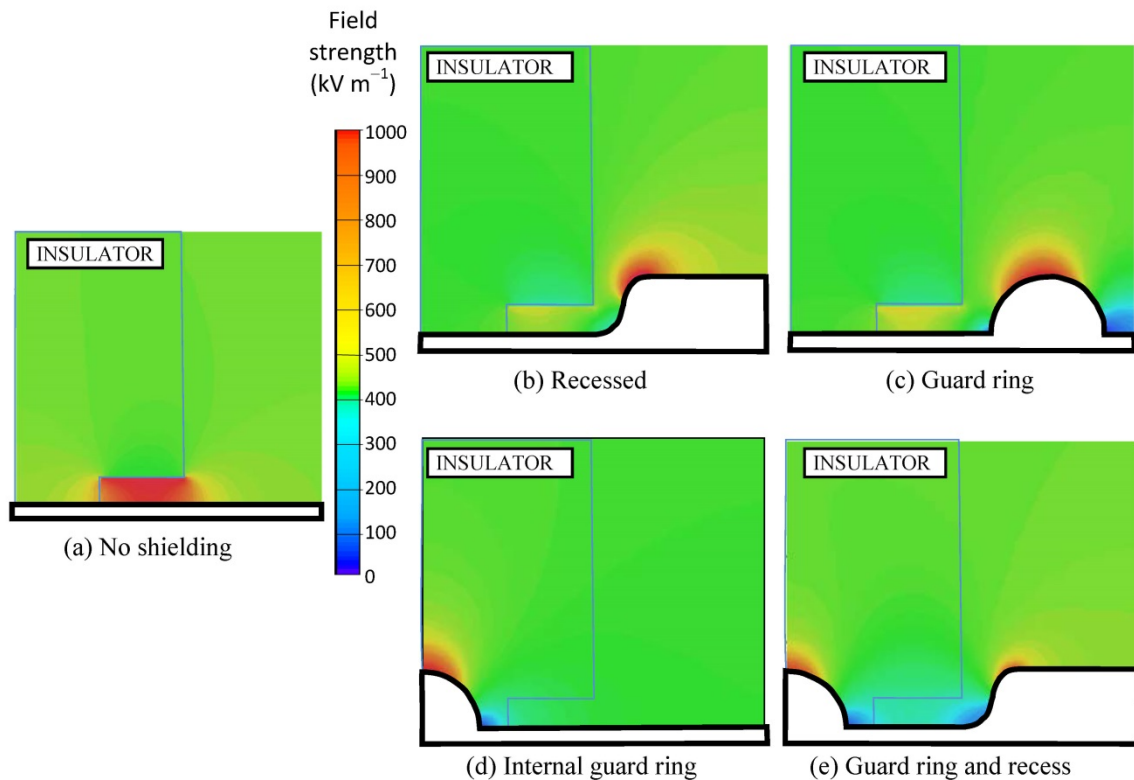 Field
strength
(kV m⁻¹)
1000
900
800
700
600
500
400
300
200
100
0
INSULATOR
(a) No shielding
INSULATOR
(b) Recessed
INSULATOR
(c) Guard ring
INSULATOR
(d) Internal guard ring
INSULATOR
(e) Guard ring and recess